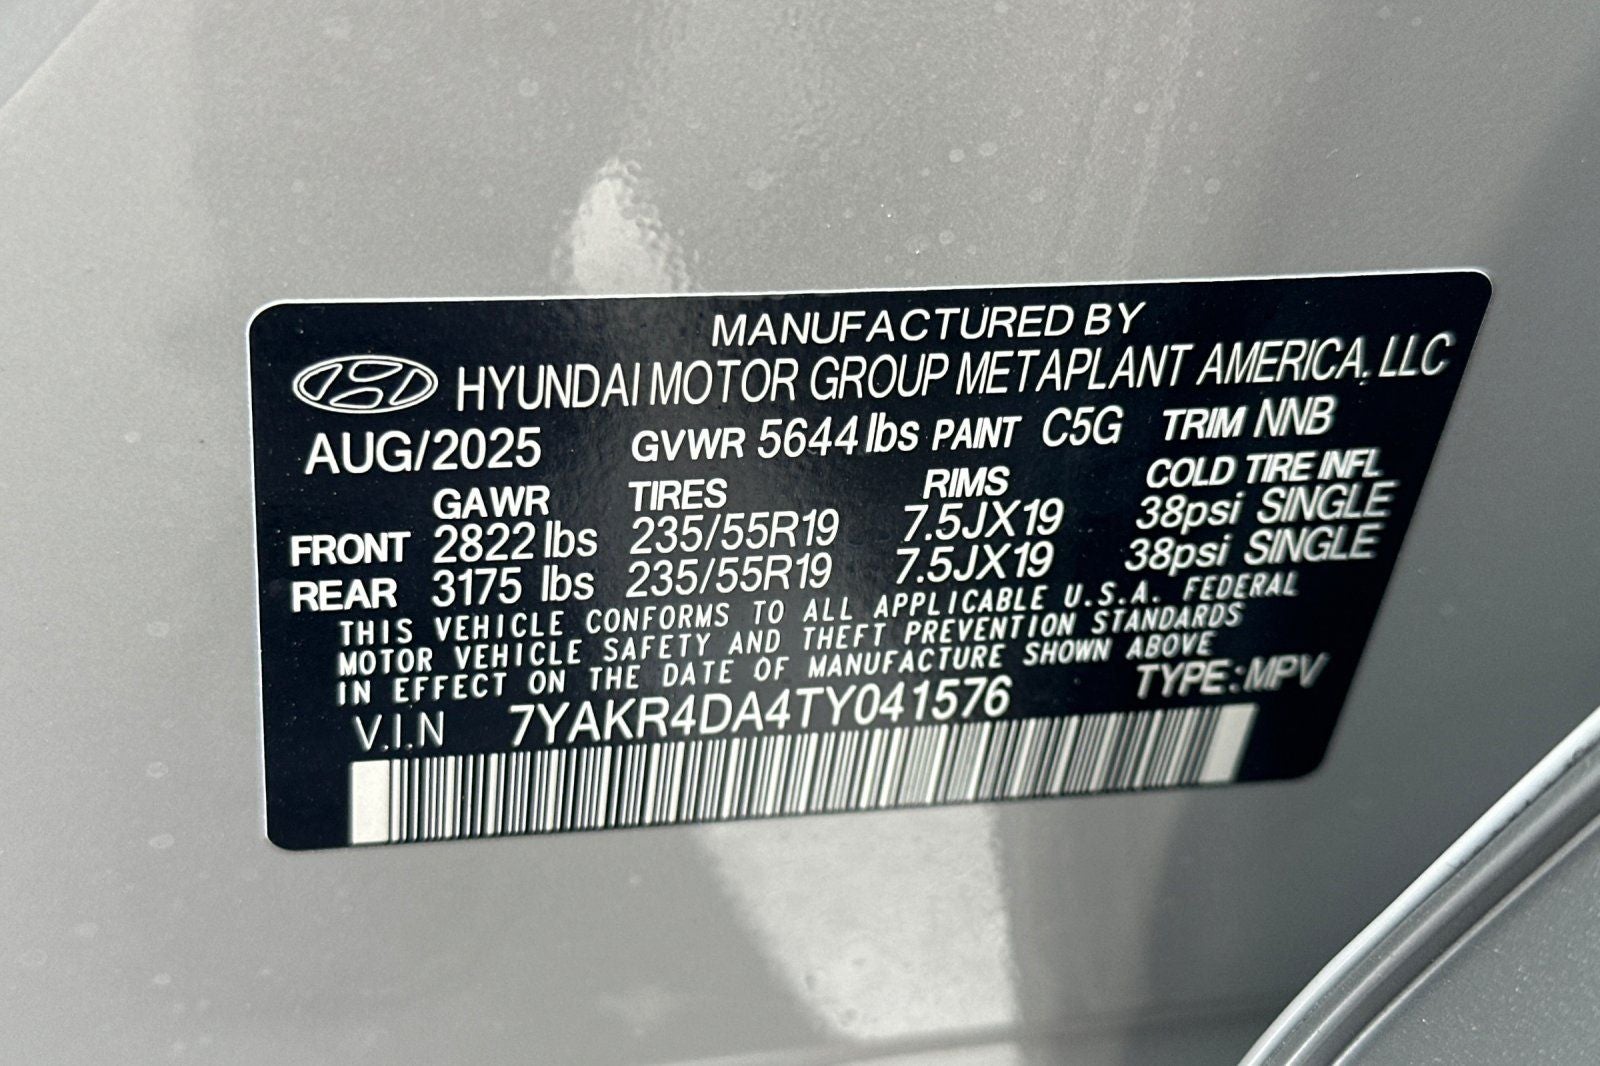 MANUFACTURED BY
HYUNDAI MOTOR GROUP METAPLANT AMERICA, LLC
AUG/2025 GVWR 5644 lbs PAINT C5G TRIM NNB
GAWR TIRES RIMS COLD TIRE INFL
FRONT 2822 lbs 235/55R19 7.5JX19 38psi SINGLE
REAR 3175 lbs 235/55R19 7.5JX19 38psi SINGLE
THIS VEHICLE CONFORMS TO ALL APPLICABLE U.S.A. FEDERAL
MOTOR VEHICLE SAFETY AND THEFT PREVENTION STANDARDS
IN EFFECT ON THE DATE OF MANUFACTURE SHOWN ABOVE
V.I.N 7YAKR4DA4TY041576 TYPE:MPV